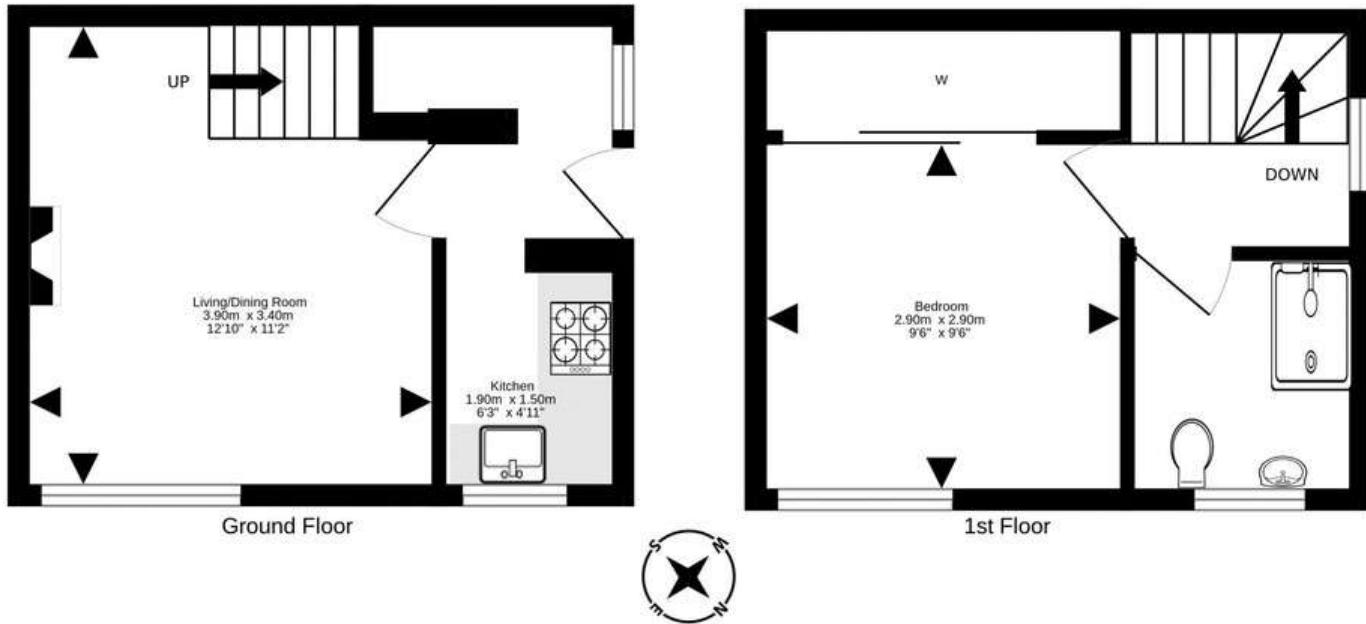 UP
Living/Dining Room
3.90m x 3.40m
12'10" x 11'2"
Kitchen
1.90m x 1.50m
6'3" x 4'11"
Ground Floor
W
DOWN
Bedroom
2.90m x 2.90m
9'6" x 9'6"
1st Floor
S
W
E
N